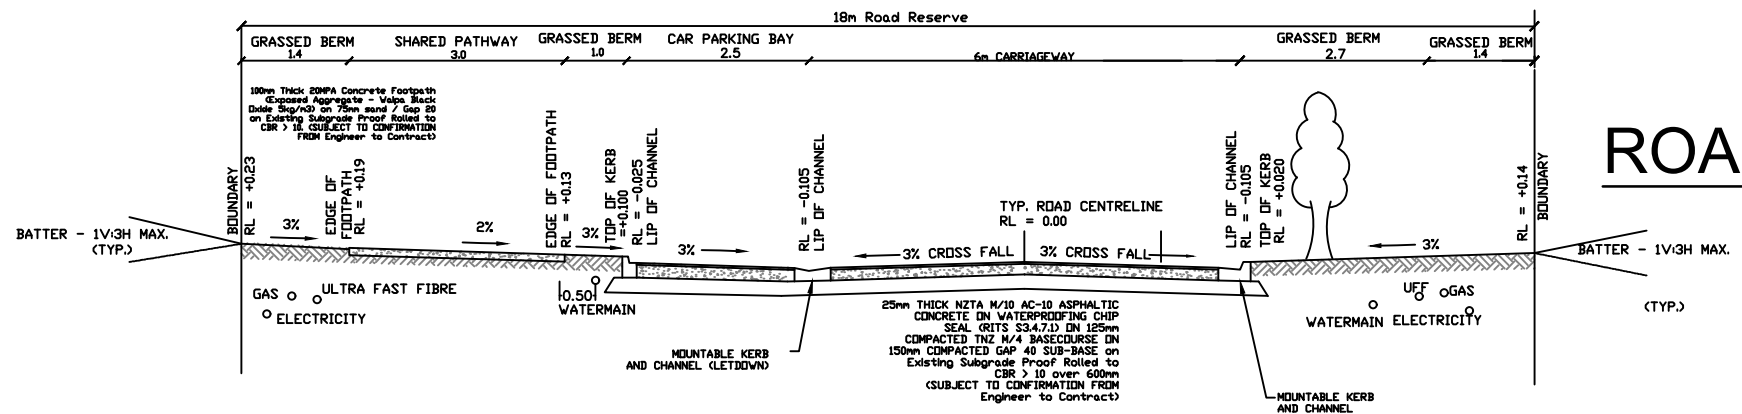 18m Road Reserve
GRASSED BERM
1.4
SHARED PATHWAY
3.0
GRASSED BERM
1.0
CAR PARKING BAY
2.5
6m CARRIAGEWAY
GRASSED BERM
2.7
GRASSED BERM
1.4
100mm Thick 20MPA Concrete Footpath
(Exposed Aggregate - Waipa Black
Oxide 5kg/m3) on 75mm sand / Gap 20
on Existing Subgrade Proof Rolled to
CBR > 10. (SUBJECT TO CONFIRMATION
FROM Engineer to Contract)
BOUNDARY
RL = +0.23
EDGE OF
FOOTPATH
RL = +0.19
EDGE OF FOOTPATH
RL = +0.13
TOP OF KERB
=+0.100
RL = -0.025
LIP OF CHANNEL
RL = -0.105
LIP OF CHANNEL
TYP. ROAD CENTRELINE
RL = 0.00
LIP OF CHANNEL
RL = -0.105
TOP OF KERB
RL = +0.020
RL = +0.14
BOUNDARY
ROA
BATTER - 1V:3H MAX.
(TYP.)
3%
2%
3%
3%
3% CROSS FALL
3% CROSS FALL
3%
BATTER - 1V:3H MAX.
(TYP.)
GAS
ULTRA FAST FIBRE
ELECTRICITY
0.50
WATERMAIN
UFF
GAS
WATERMAIN
ELECTRICITY
MOUNTABLE KERB
AND CHANNEL (LETDOWN)
25mm THICK NZTA M/10 AC-10 ASPHALTIC
CONCRETE ON WATERPROOFING CHIP
SEAL (RITS S3.4.7.1) ON 125mm
COMPACTED TNZ M/4 BASECOURSE ON
150mm COMPACTED GAP 40 SUB-BASE on
Existing Subgrade Proof Rolled to
CBR > 10 over 600mm
(SUBJECT TO CONFIRMATION FROM
Engineer to Contract)
MOUNTABLE KERB
AND CHANNEL